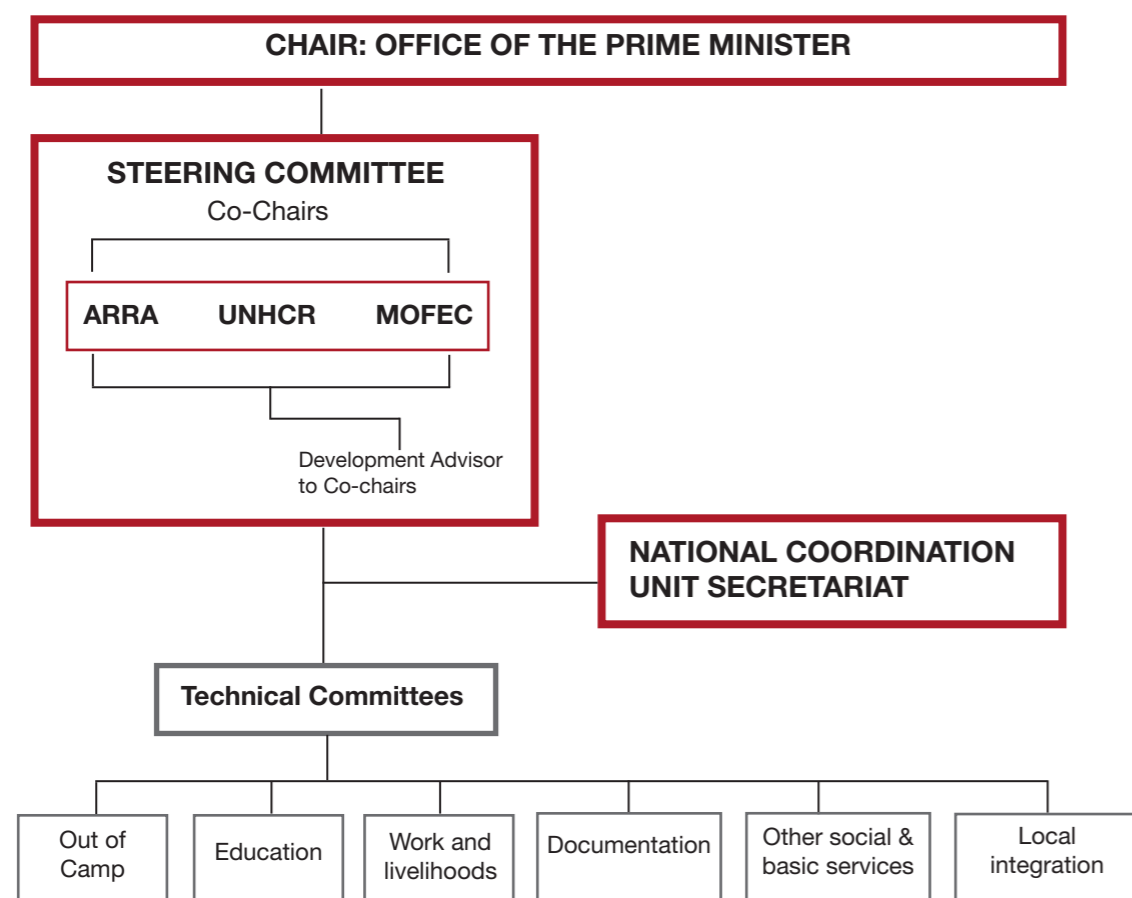 CHAIR: OFFICE OF THE PRIME MINISTER
STEERING COMMITTEE
Co-Chairs
ARRA UNHCR MOFEC
Development Advisor
to Co-chairs
NATIONAL COORDINATION
UNIT SECRETARIAT
Technical Committees
Out of
Camp
Education
Work and
livelihoods
Documentation
Other social &
basic services
Local
integration